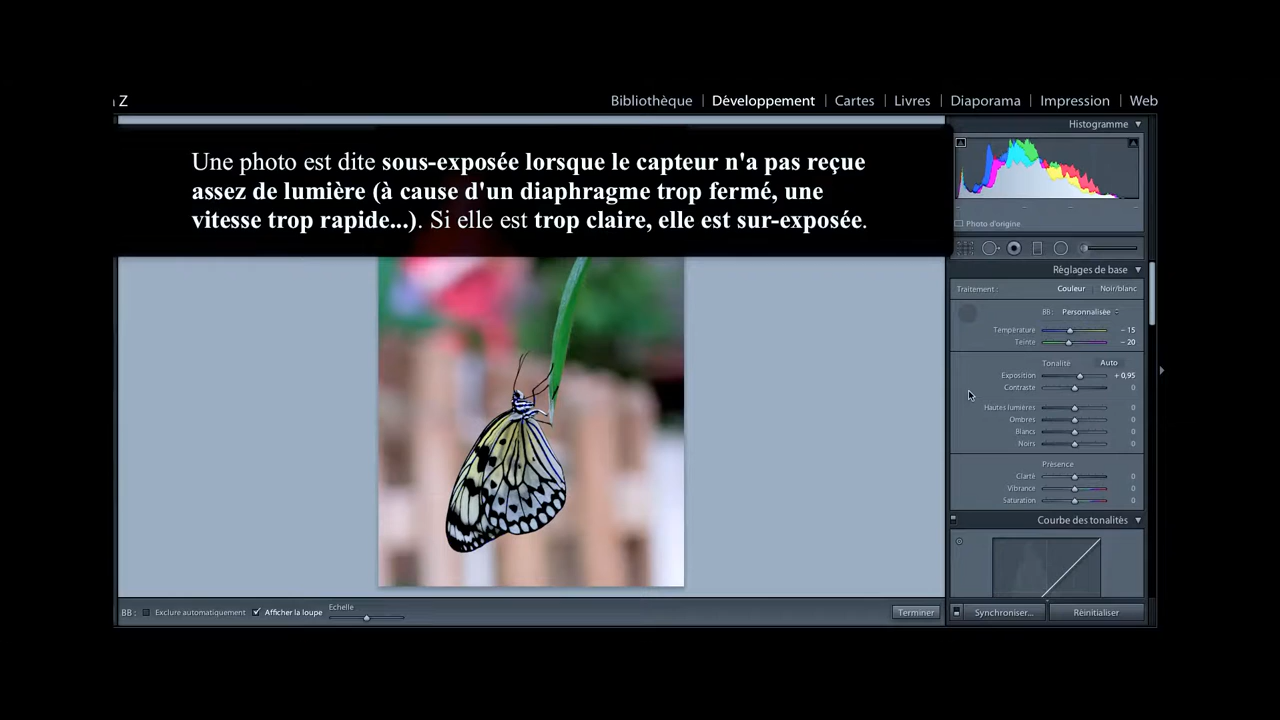 Z
Bibliothèque | Développement | Cartes | Livres | Diaporama | Impression | Web
Histogramme
Une photo est dite sous-exposée lorsque le capteur n'a pas reçue
assez de lumière (à cause d'un diaphragme trop fermé, une
vitesse trop rapide...). Si elle est trop claire, elle est sur-exposée.
Photo d'origine
Réglages de base
Traitement : Couleur Noir/blanc
BB : Personnalisée
Température - 15
Teinte - 20
Tonalité Auto
Exposition + 0,95
Contraste 0
Hautes lumières 0
Ombres 0
Blancs 0
Noirs 0
Présence
Clarté 0
Vibrance 0
Saturation 0
Courbe des tonalités
BB : Exclure automatiquement Afficher la loupe Echelle
Terminer
Synchroniser... Réinitialiser